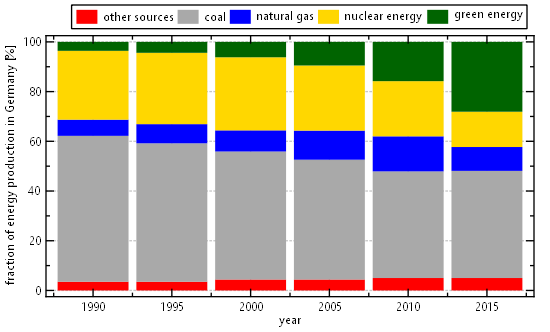 other sources coal natural gas nuclear energy green energy
fraction of energy production in Germany [%]
100
80
60
40
20
0
1990 1995 2000 2005 2010 2015
year